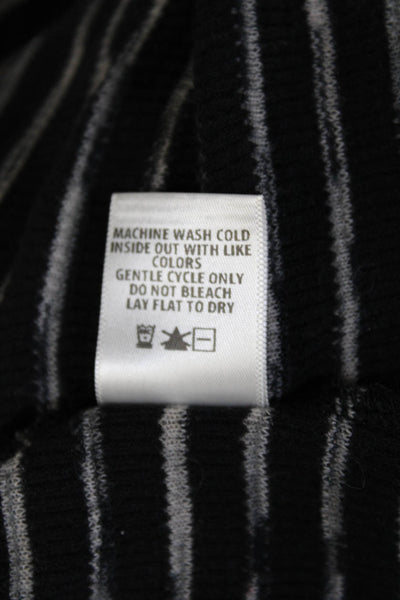 MACHINE WASH COLD
INSIDE OUT WITH LIKE
COLORS
GENTLE CYCLE ONLY
DO NOT BLEACH
LAY FLAT TO DRY